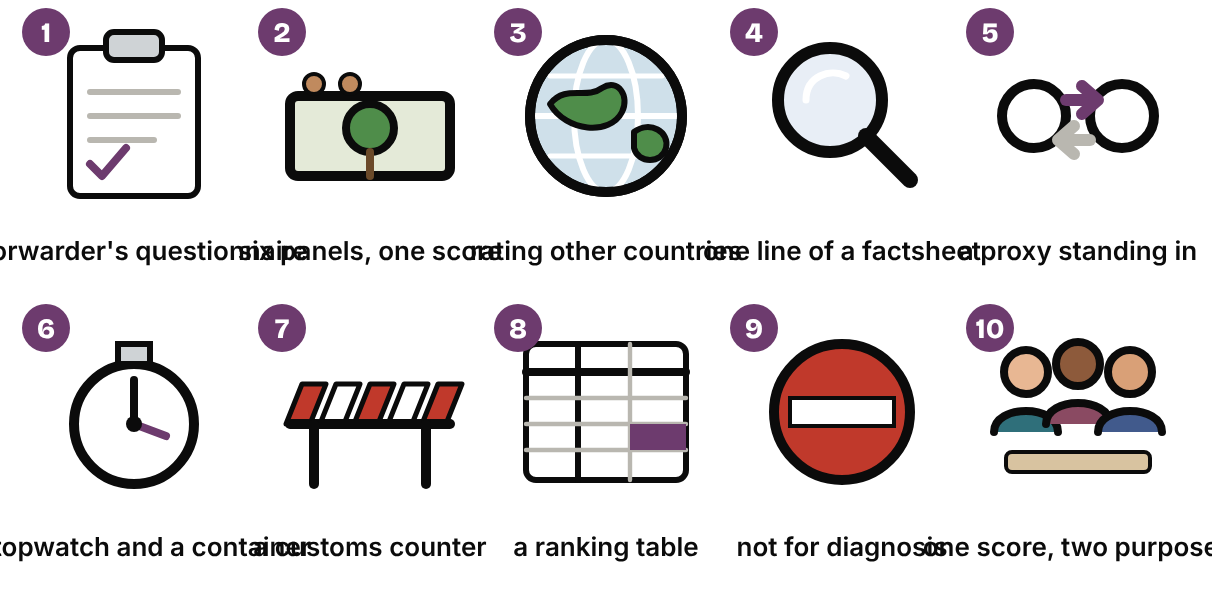 1 2 3 4 5
orwarder's questionnaire
six panels, one score
rating other countries
one line of a factsheet
a proxy standing in
6 7 8 9 10
topwatch and a container
a customs counter
a ranking table
not for diagnosis
one score, two purpose